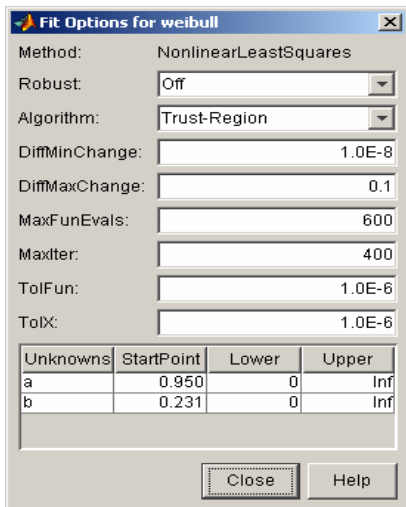 Fit Options for weibull
Method: NonlinearLeastSquares
Robust: Off
Algorithm: Trust-Region
DiffMinChange: 1.0E-8
DiffMaxChange: 0.1
MaxFunEvals: 600
MaxIter: 400
TolFun: 1.0E-6
TolX: 1.0E-6
Unknowns StartPoint Lower Upper
a 0.950 0 Inf
b 0.231 0 Inf
Close Help